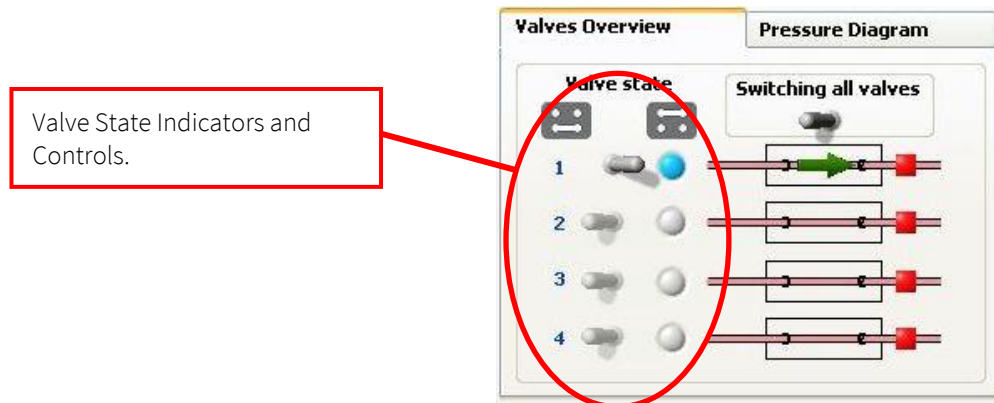 Valves Overview
Pressure Diagram
Valve State Indicators and
Controls.
Valve state
Switching all valves
1
2
3
4